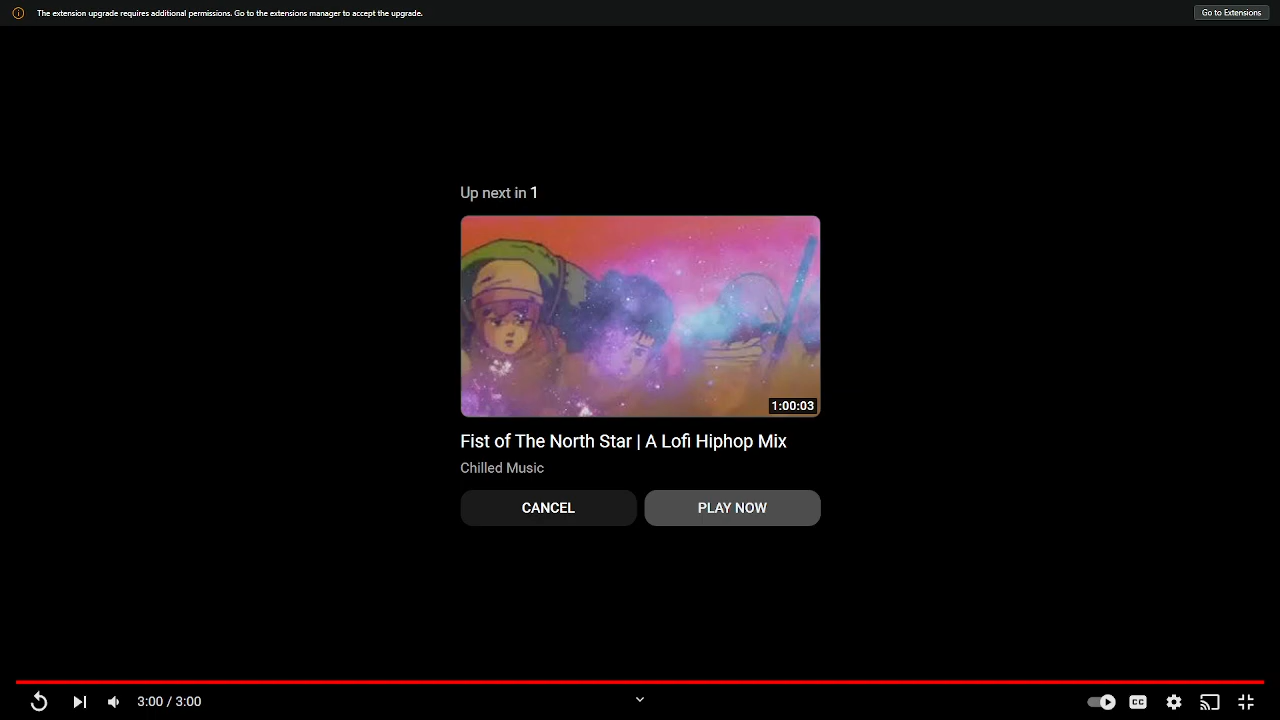 The extension upgrade requires additional permissions. Go to the extensions manager to accept the upgrade.
Go to Extensions
Up next in 1
1:00:03
Fist of The North Star | A Lofi Hiphop Mix
Chilled Music
CANCEL
PLAY NOW
3:00 / 3:00
CC